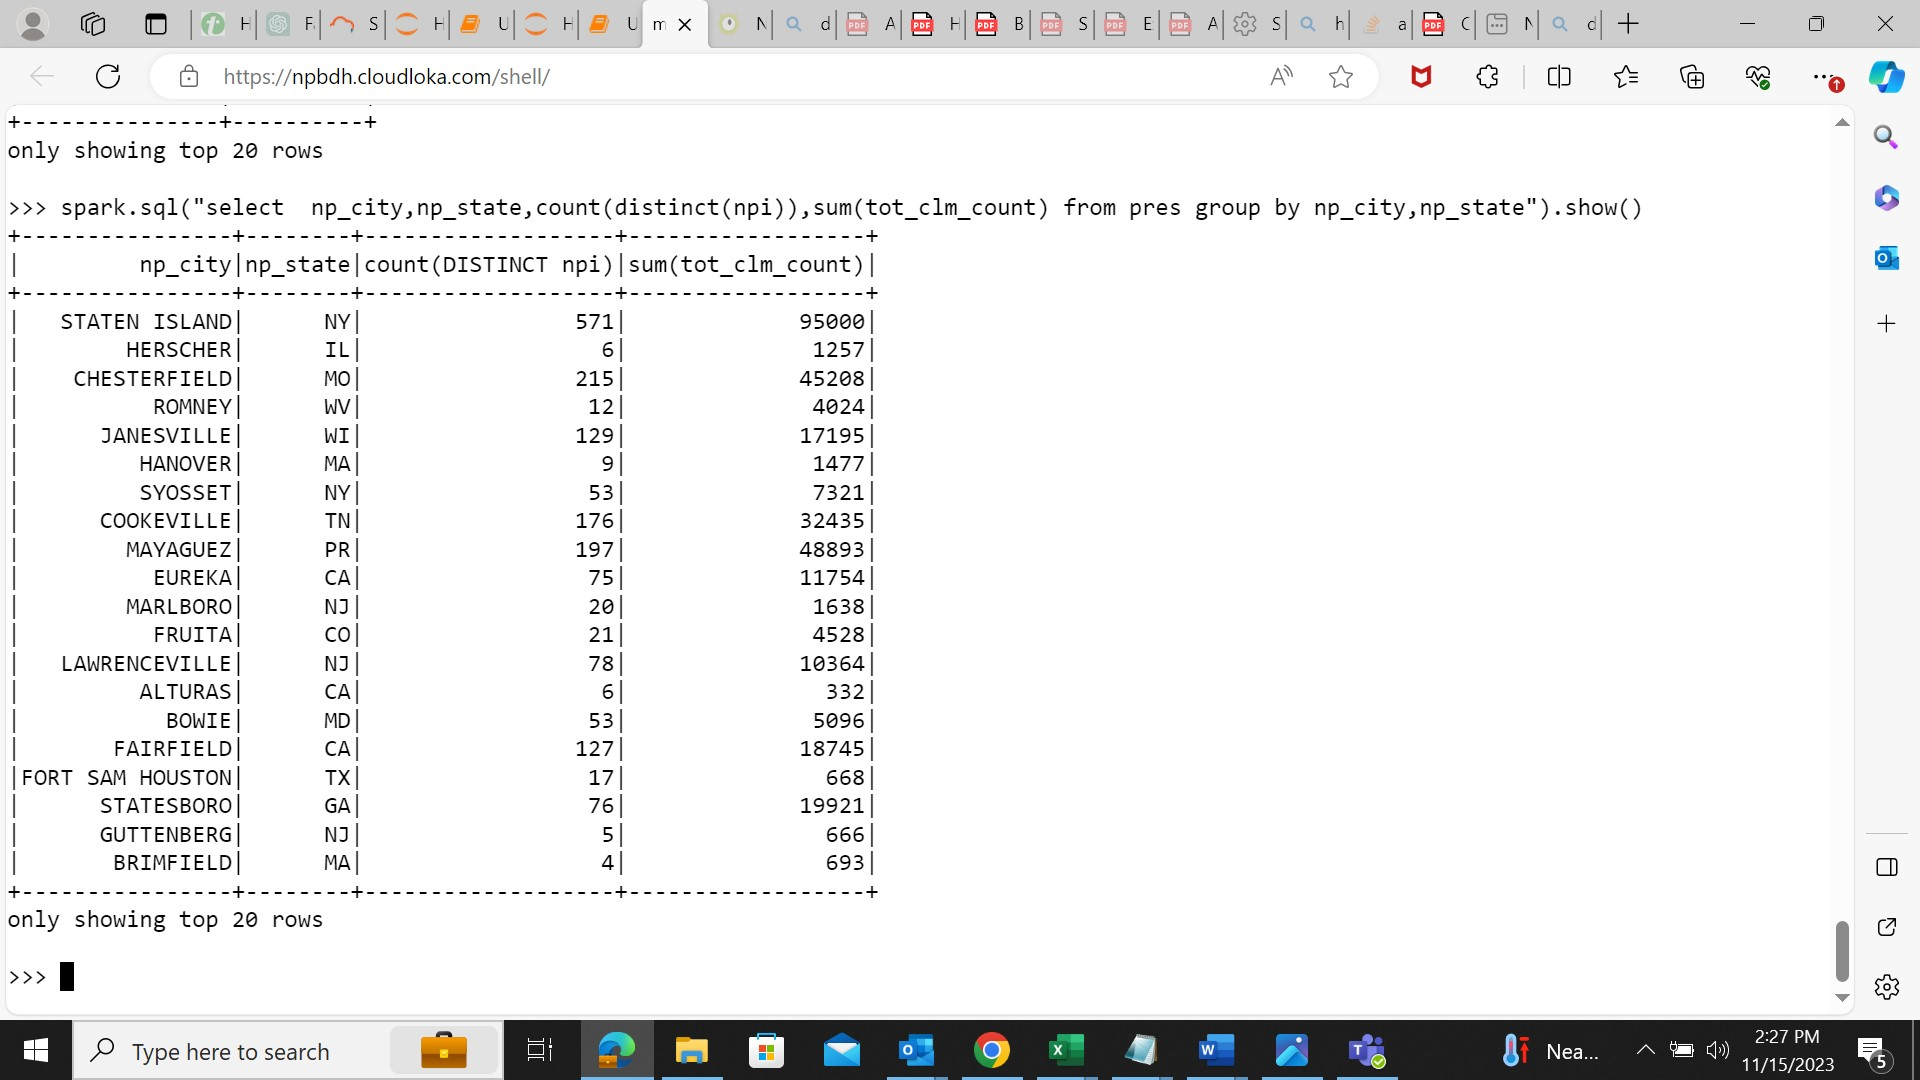 H
F
S
H
U
H
U
m
N
d
A
H
B
S
E
A
S
h
a
C
N
d
https://npbdh.cloudloka.com/shell/
+---------------+----------+
only showing top 20 rows
>>> spark.sql("select  np_city,np_state,count(distinct(npi)),sum(tot_clm_count) from pres group by np_city,np_state").show()
+----------------+--------+-------------------+------------------+
|         np_city|np_state|count(DISTINCT npi)|sum(tot_clm_count)|
+----------------+--------+-------------------+------------------+
|   STATEN ISLAND|      NY|                571|             95000|
|        HERSCHER|      IL|                  6|              1257|
|    CHESTERFIELD|      MO|                215|             45208|
|          ROMNEY|      WV|                 12|              4024|
|      JANESVILLE|      WI|                129|             17195|
|         HANOVER|      MA|                  9|              1477|
|         SYOSSET|      NY|                 53|              7321|
|      COOKEVILLE|      TN|                176|             32435|
|        MAYAGUEZ|      PR|                197|             48893|
|          EUREKA|      CA|                 75|             11754|
|        MARLBORO|      NJ|                 20|              1638|
|          FRUITA|      CO|                 21|              4528|
|   LAWRENCEVILLE|      NJ|                 78|             10364|
|         ALTURAS|      CA|                  6|               332|
|           BOWIE|      MD|                 53|              5096|
|       FAIRFIELD|      CA|                127|             18745|
|FORT SAM HOUSTON|      TX|                 17|               668|
|      STATESBORO|      GA|                 76|             19921|
|      GUTTENBERG|      NJ|                  5|               666|
|       BRIMFIELD|      MA|                  4|               693|
+----------------+--------+-------------------+------------------+
only showing top 20 rows
>>>
Type here to search
Nea...
2:27 PM
11/15/2023
5